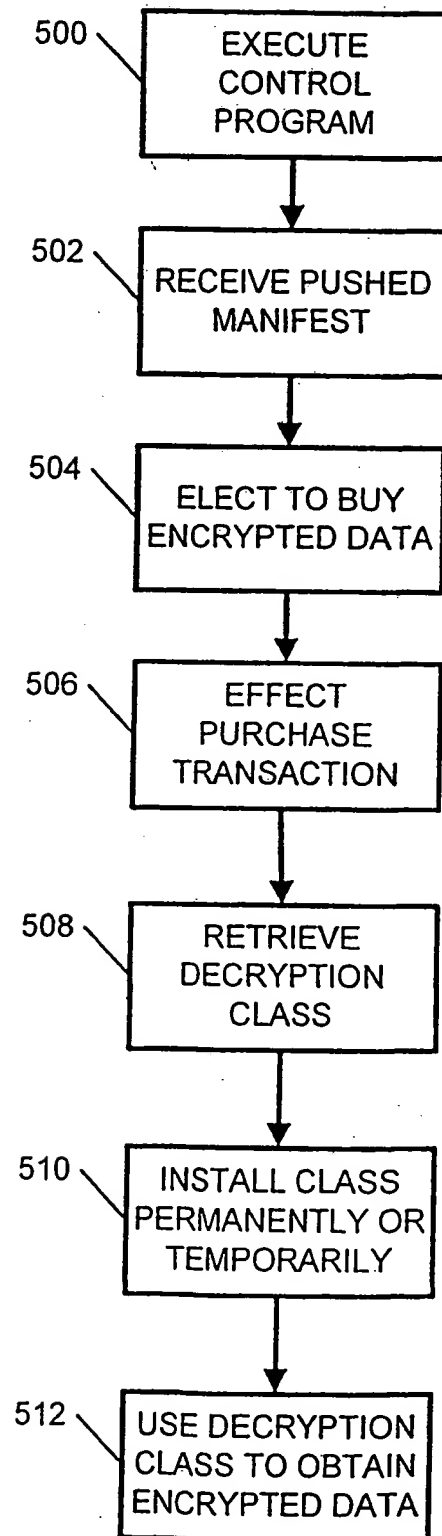 500
EXECUTE
CONTROL
PROGRAM
502
RECEIVE PUSHED
MANIFEST
504
ELECT TO BUY
ENCRYPTED DATA
506
EFFECT
PURCHASE
TRANSACTION
508
RETRIEVE
DECRYPTION
CLASS
510
INSTALL CLASS
PERMANENTLY OR
TEMPORARILY
512
USE DECRYPTION
CLASS TO OBTAIN
ENCRYPTED DATA